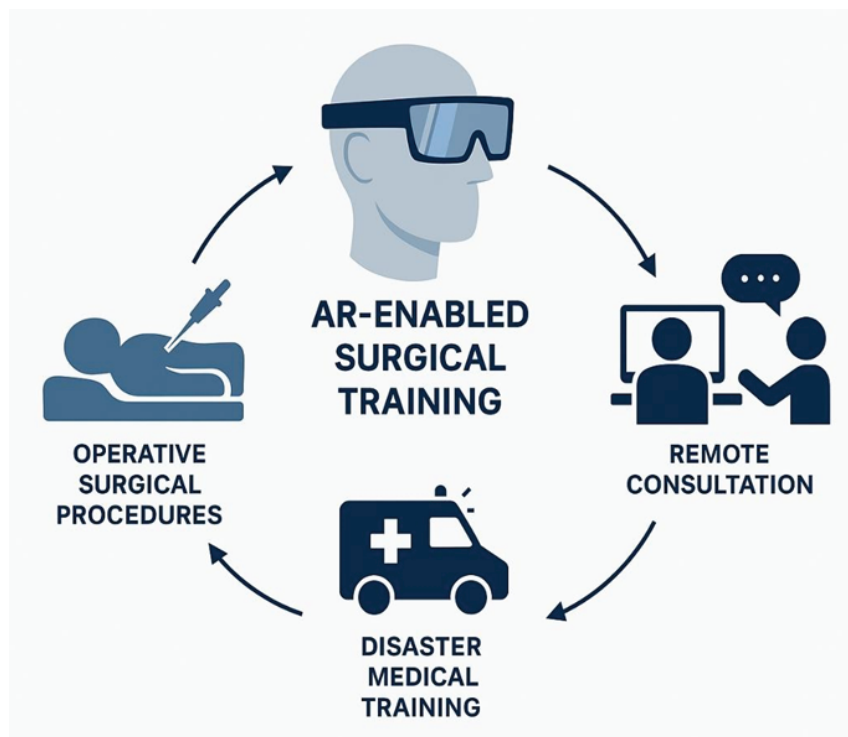 AR-ENABLED
SURGICAL
TRAINING
REMOTE
CONSULTATION
DISASTER
MEDICAL
TRAINING
OPERATIVE
SURGICAL
PROCEDURES